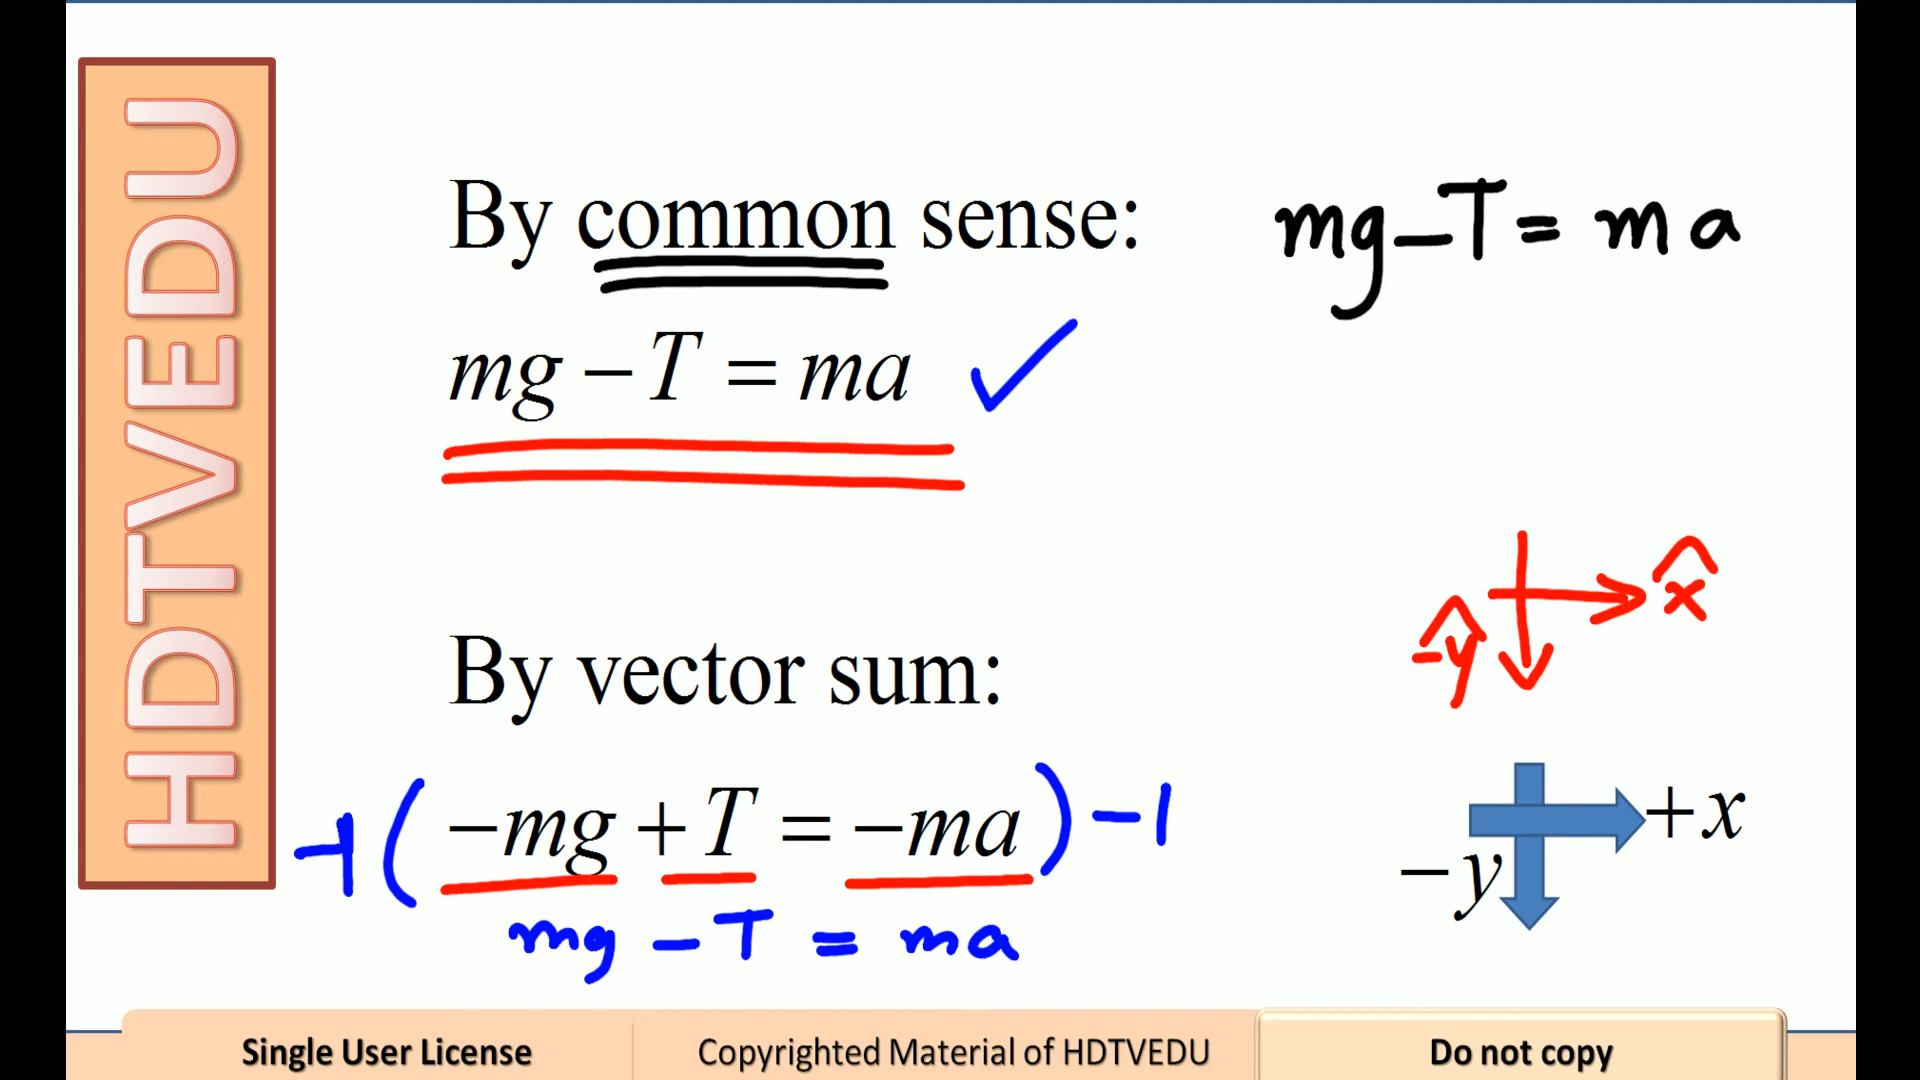 HDTVEDU
By common sense: mg - T = ma
mg − T = ma ✓
x̂
-ŷ
By vector sum:
-1 ( −mg + T = −ma ) -1
mg - T = ma
+x
−y
Single User License
Copyrighted Material of HDTVEDU
Do not copy